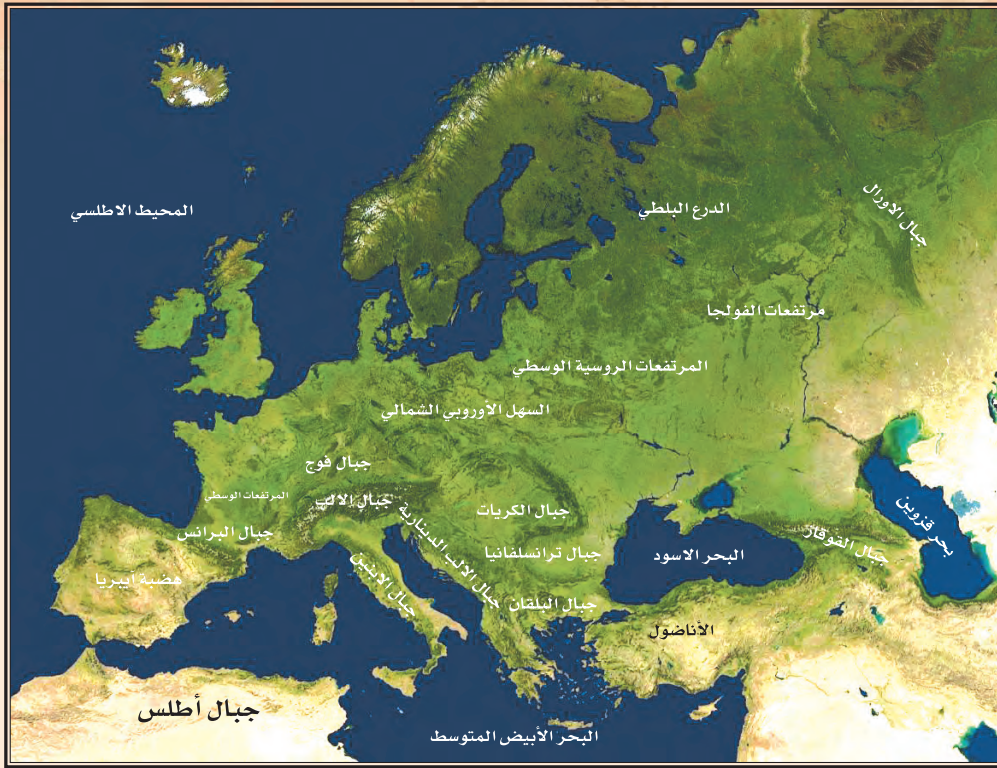 المحيط الاطلسي
الدرع البلطي
جبال الاورال
مرتفعات الفولجا
المرتفعات الروسية الوسطي
السهل الأوروبي الشمالي
جبال فوج
المرتفعات الوسطي
جبال الالب
جبال الكربات
بحر قزوين
جبال البرانس
جبال الالب الدينارية
جبال ترانسلفانيا
البحر الاسود
جبال القوقاز
هضبة ايبريا
جبال الابنين
جبال البلقان
الأناضول
جبال أطلس
البحر الأبيض المتوسط